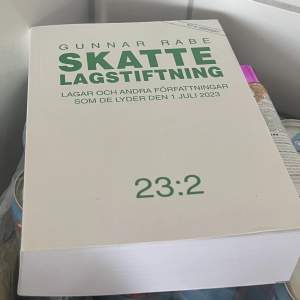 GUNNAR RABE
SKATTE
LAGSTIFTNING
LAGAR OCH ANDRA FÖRFATTNINGAR
SOM DE LYDER DEN 1 JULI 2023
23:2